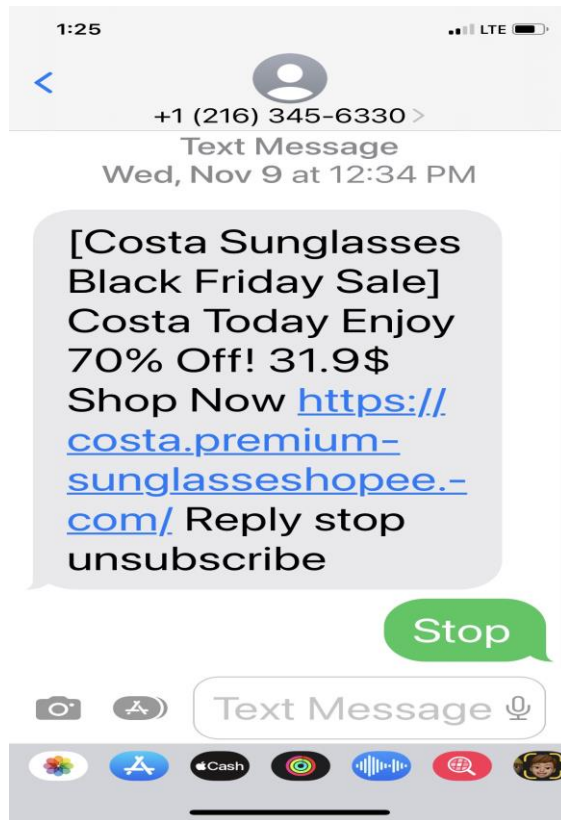 1:25
LTE
+1 (216) 345-6330 >
Text Message
Wed, Nov 9 at 12:34 PM
[Costa Sunglasses
Black Friday Sale]
Costa Today Enjoy
70% Off! 31.9$
Shop Now https://
costa.premium-
sunglasseshopee.-
com/ Reply stop
unsubscribe
Stop
Text Message
Cash